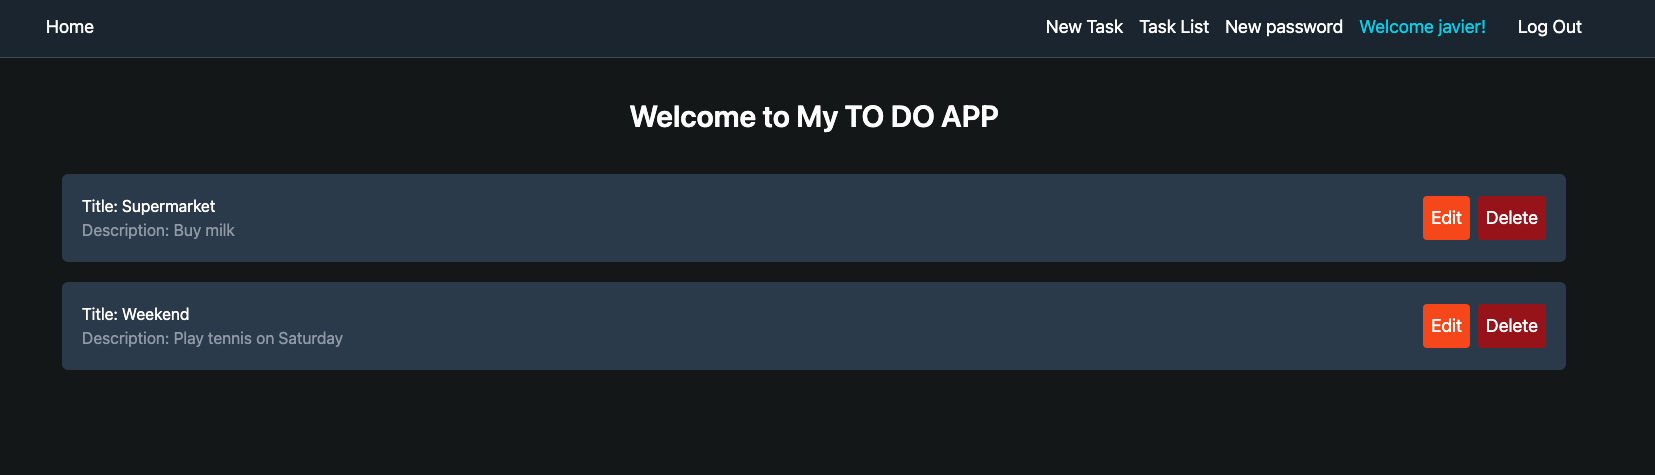 Home New Task Task List New password Welcome javier! Log Out
Welcome to My TO DO APP
Title: Supermarket
Description: Buy milk
Edit Delete
Title: Weekend
Description: Play tennis on Saturday
Edit Delete